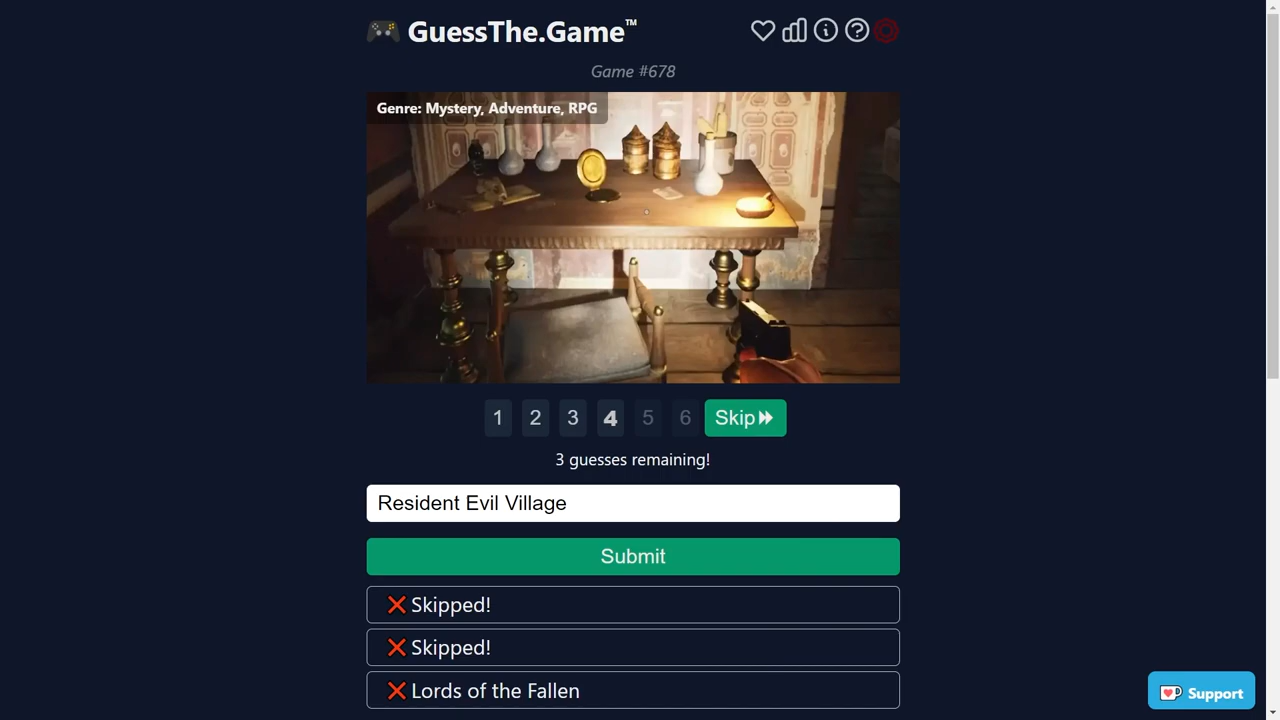 GuessThe.Game™
Game #678
Genre: Mystery, Adventure, RPG
1 2 3 4 5 6 Skip
3 guesses remaining!
Resident Evil Village
Submit
Skipped!
Skipped!
Lords of the Fallen
Support